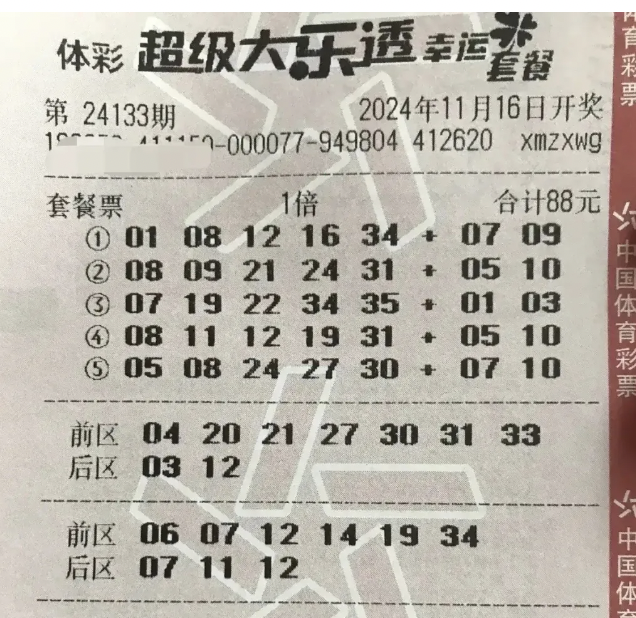 体彩 超级大乐透 幸运套餐
第 24133期 2024年11月16日开奖
-000077-949804 412620 xmzxwg
套餐票 1倍 合计88元
① 01 08 12 16 34 + 07 09
② 08 09 21 24 31 + 05 10
③ 07 19 22 34 35 + 01 03
④ 08 11 12 19 31 + 05 10
⑤ 05 08 24 27 30 + 07 10
前区 04 20 21 27 30 31 33
后区 03 12
前区 06 07 12 14 19 34
后区 07 11 12
育彩票
中国体育彩票
中国体育